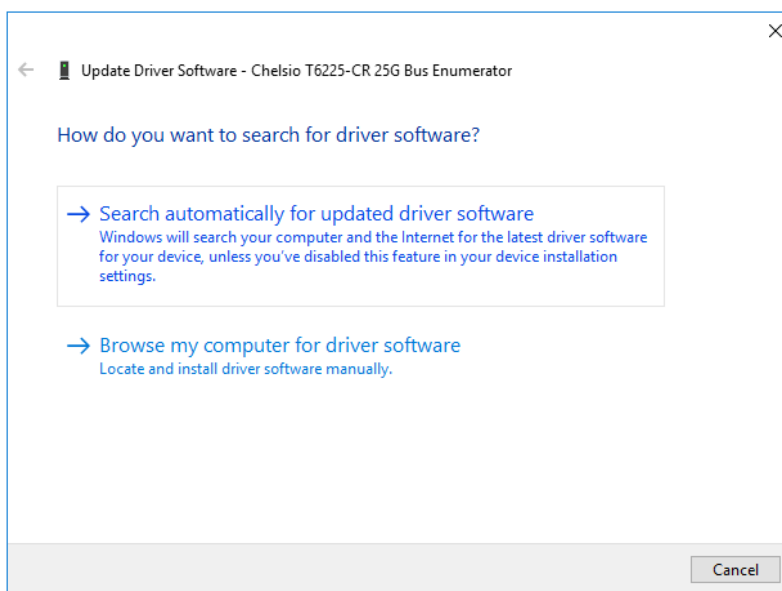 Update Driver Software - Chelsio T6225-CR 25G Bus Enumerator
How do you want to search for driver software?
Search automatically for updated driver software
Windows will search your computer and the Internet for the latest driver software
for your device, unless you've disabled this feature in your device installation
settings.
Browse my computer for driver software
Locate and install driver software manually.
Cancel